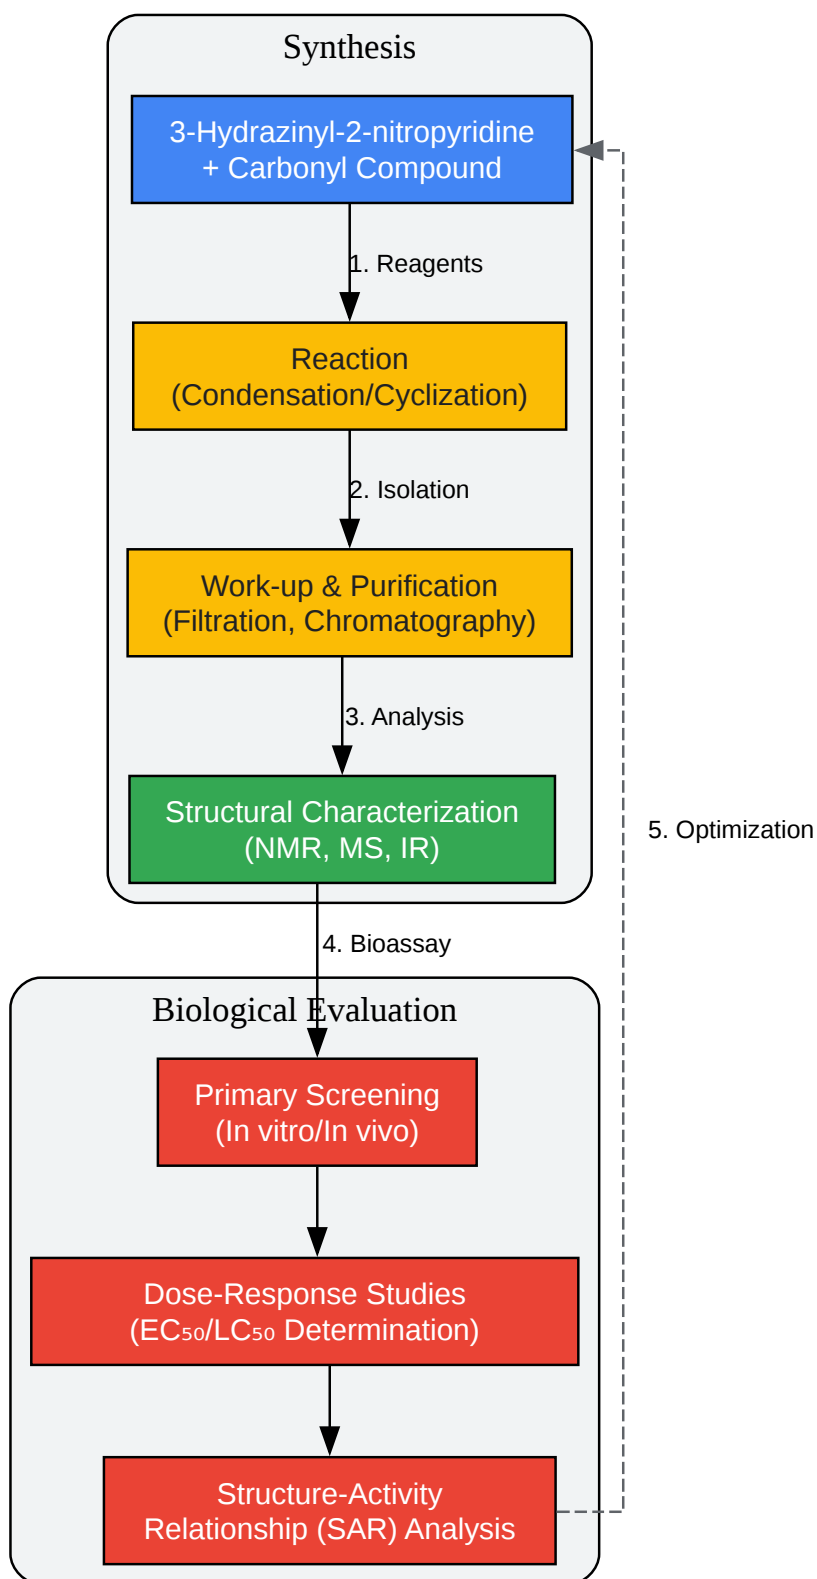 Synthesis
3-Hydrazinyl-2-nitropyridine
+ Carbonyl Compound
1. Reagents
Reaction
(Condensation/Cyclization)
2. Isolation
Work-up & Purification
(Filtration, Chromatography)
3. Analysis
Structural Characterization
(NMR, MS, IR)
5. Optimization
4. Bioassay
Biological Evaluation
Primary Screening
(In vitro/In vivo)
Dose-Response Studies
(EC₅₀/LC₅₀ Determination)
Structure-Activity
Relationship (SAR) Analysis